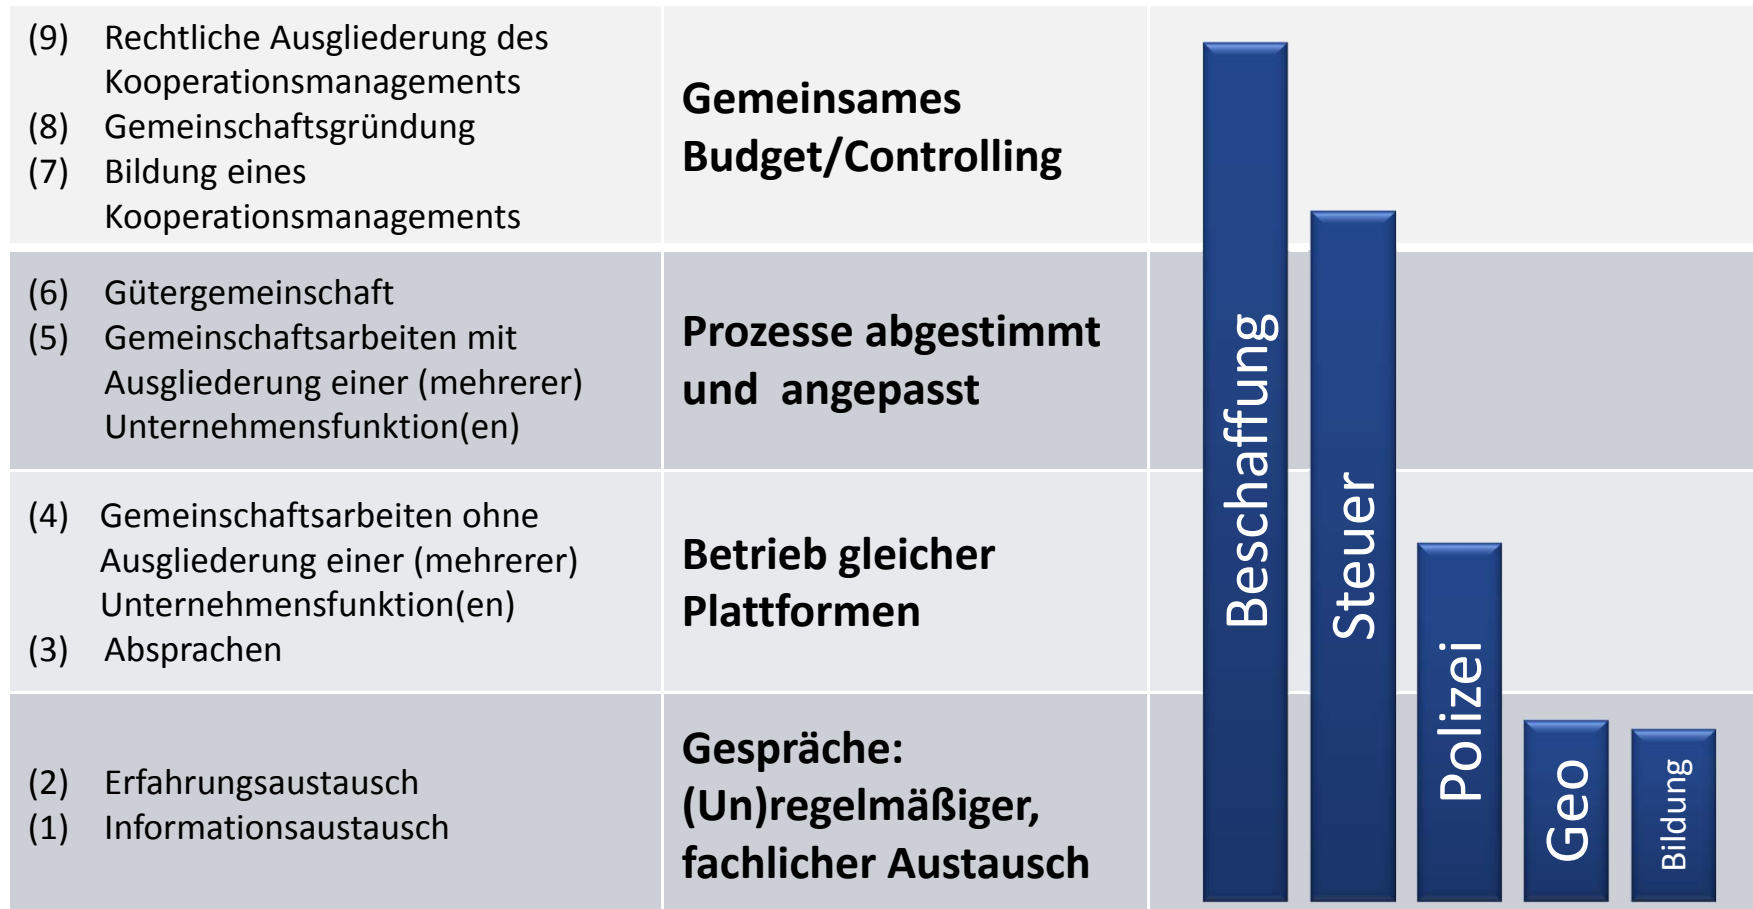 (9) Rechtliche Ausgliederung des
Kooperationsmanagements
(8) Gemeinschaftsgründung
(7) Bildung eines
Kooperationsmanagements
Gemeinsames
Budget/Controlling
(6) Gütergemeinschaft
(5) Gemeinschaftsarbeiten mit
Ausgliederung einer (mehrerer)
Unternehmensfunktion(en)
Prozesse abgestimmt
und angepasst
(4) Gemeinschaftsarbeiten ohne
Ausgliederung einer (mehrerer)
Unternehmensfunktion(en)
(3) Absprachen
Betrieb gleicher
Plattformen
(2) Erfahrungsaustausch
(1) Informationsaustausch
Gespräche:
(Un)regelmäßiger,
fachlicher Austausch
Beschaffung
Steuer
Polizei
Geo
Bildung